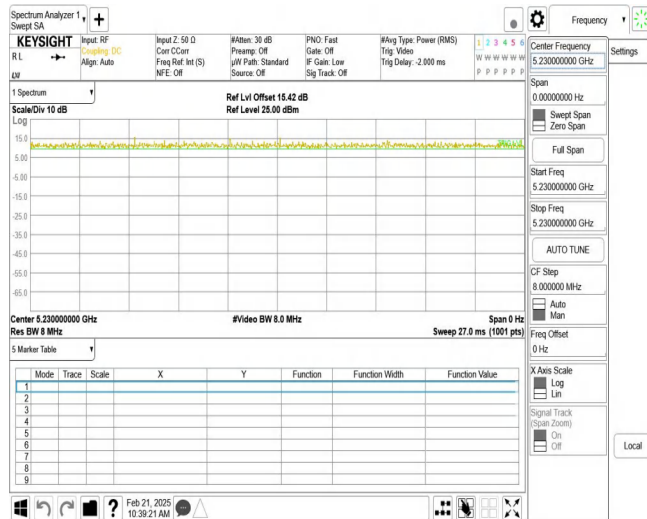 Spectrum Analyzer 1
Swept SA
+
Frequency
KEYSIGHT
R L
Input: RF
Coupling: DC
Align: Auto
Input Z: 50 Ω
Corr CCorr
Freq Ref: Int (S)
NFE: Off
#Atten: 30 dB
Preamp: Off
µW Path: Standard
Source: Off
PNO: Fast
Gate: Off
IF Gain: Low
Sig Track: Off
#Avg Type: Power (RMS)
Trig: Video
Trig Delay: -2.000 ms
1 2 3 4 5 6
W W W W W W
P P P P P P
1 Spectrum
Scale/Div 10 dB
Ref Lvl Offset 15.42 dB
Ref Level 25.00 dBm
Log
15.0
5.00
-5.00
-15.0
-25.0
-35.0
-45.0
-55.0
-65.0
Center 5.230000000 GHz
#Video BW 8.0 MHz
Span 0 Hz
Res BW 8 MHz
Sweep 27.0 ms (1001 pts)
5 Marker Table
Mode Trace Scale X Y Function Function Width Function Value
1
2
3
4
5
6
7
8
9
Feb 21, 2025
10:39:21 AM
?
Center Frequency
5.230000000 GHz
Settings
Span
0.00000000 Hz
Swept Span
Zero Span
Full Span
Start Freq
5.230000000 GHz
Stop Freq
5.230000000 GHz
AUTO TUNE
CF Step
8.000000 MHz
Auto
Man
Freq Offset
0 Hz
X Axis Scale
Log
Lin
Signal Track
(Span Zoom)
On
Off
Local